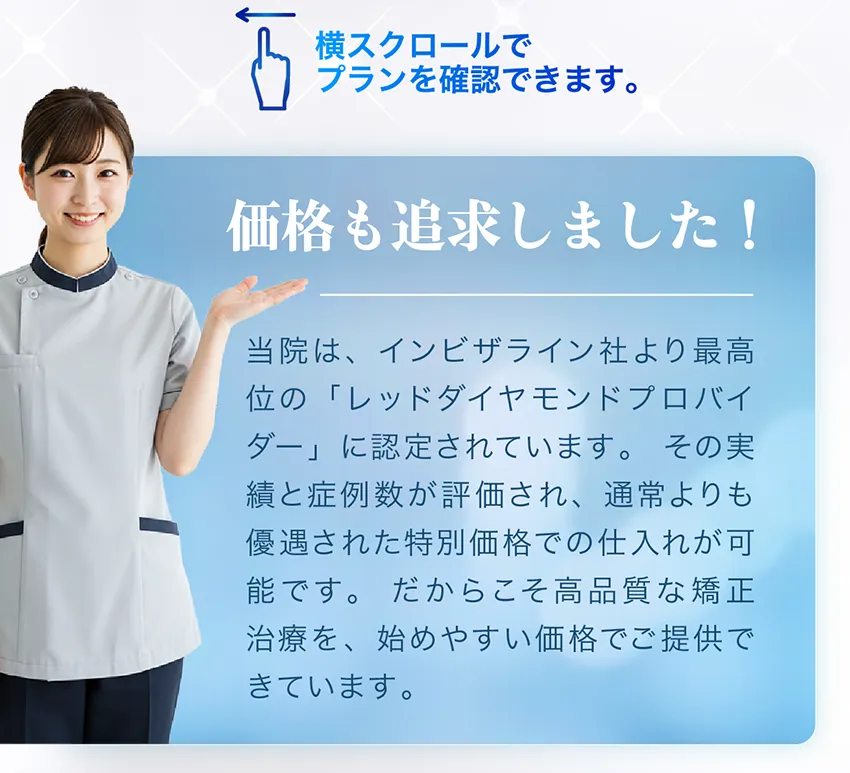 横スクロールで
プランを確認できます。
価格も追求しました！
当院は、インビザライン社より最高
位の「レッドダイヤモンドプロバイ
ダー」に認定されています。 その実
績と症例数が評価され、通常よりも
優遇された特別価格での仕入れが可
能です。 だからこそ高品質な矯正
治療を、始めやすい価格でご提供で
きています。